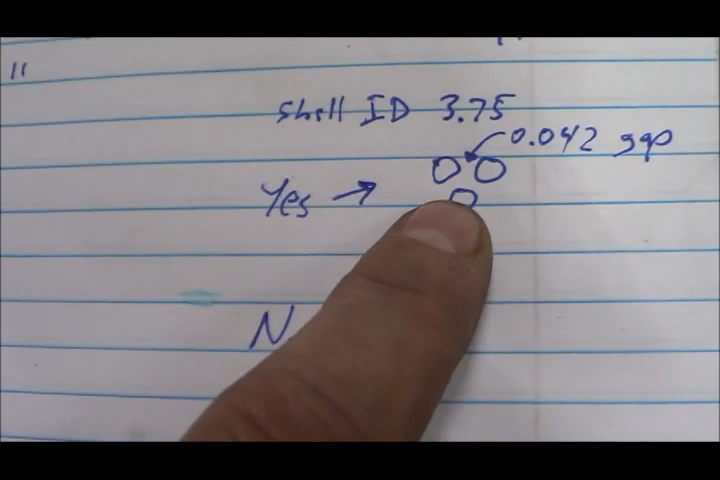 "
Shell ID 3.75
0.042 gap
Yes →
N